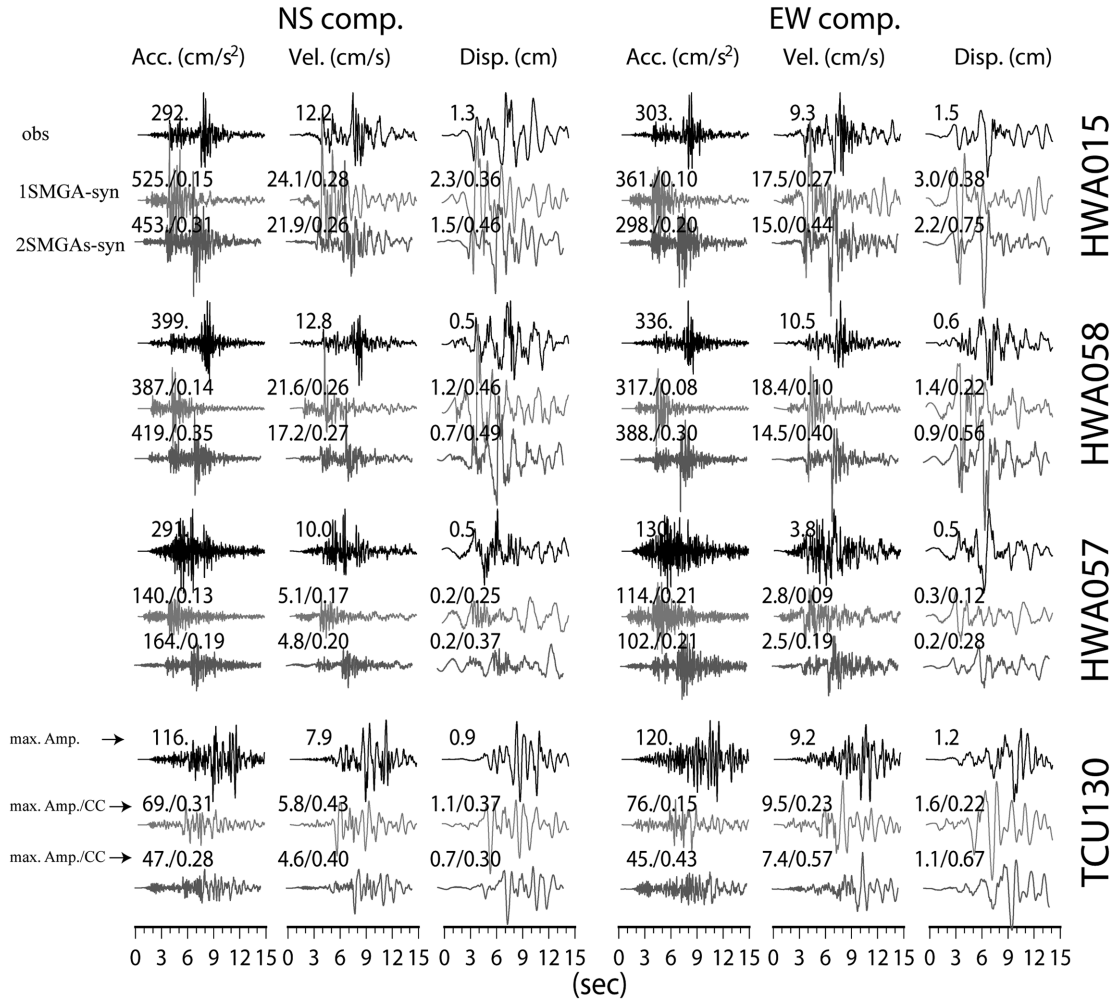 NS comp. EW comp.
Acc. (cm/s²) Vel. (cm/s) Disp. (cm) Acc. (cm/s²) Vel. (cm/s) Disp. (cm)
292. 12.2 1.3 303. 9.3 1.5
obs
HWA015
525./0.15 24.1/0.28 2.3/0.36 361./0.10 17.5/0.27 3.0/0.38
1SMGA-syn
453./0.31 21.9/0.26 1.5/0.46 298./0.20 15.0/0.44 2.2/0.75
2SMGAs-syn
399. 12.8 0.5 336. 10.5 0.6
HWA058
387./0.14 21.6/0.26 1.2/0.46 317./0.08 18.4/0.10 1.4/0.22
419./0.35 17.2/0.27 0.7/0.49 388./0.30 14.5/0.40 0.9/0.56
291. 10.0 0.5 130. 3.8 0.5
HWA057
140./0.13 5.1/0.17 0.2/0.25 114./0.21 2.8/0.09 0.3/0.12
164./0.19 4.8/0.20 0.2/0.37 102./0.21 2.5/0.19 0.2/0.28
max. Amp. 116. 7.9 0.9 120. 9.2 1.2
TCU130
max. Amp./CC 69./0.31 5.8/0.43 1.1/0.37 76./0.15 9.5/0.23 1.6/0.22
max. Amp./CC 47./0.28 4.6/0.40 0.7/0.30 45./0.43 7.4/0.57 1.1/0.67
0 3 6 9 12 15 0 3 6 9 12 15 0 3 6 9 12 15 0 3 6 9 12 15 0 3 6 9 12 15 0 3 6 9 12 15
(sec)